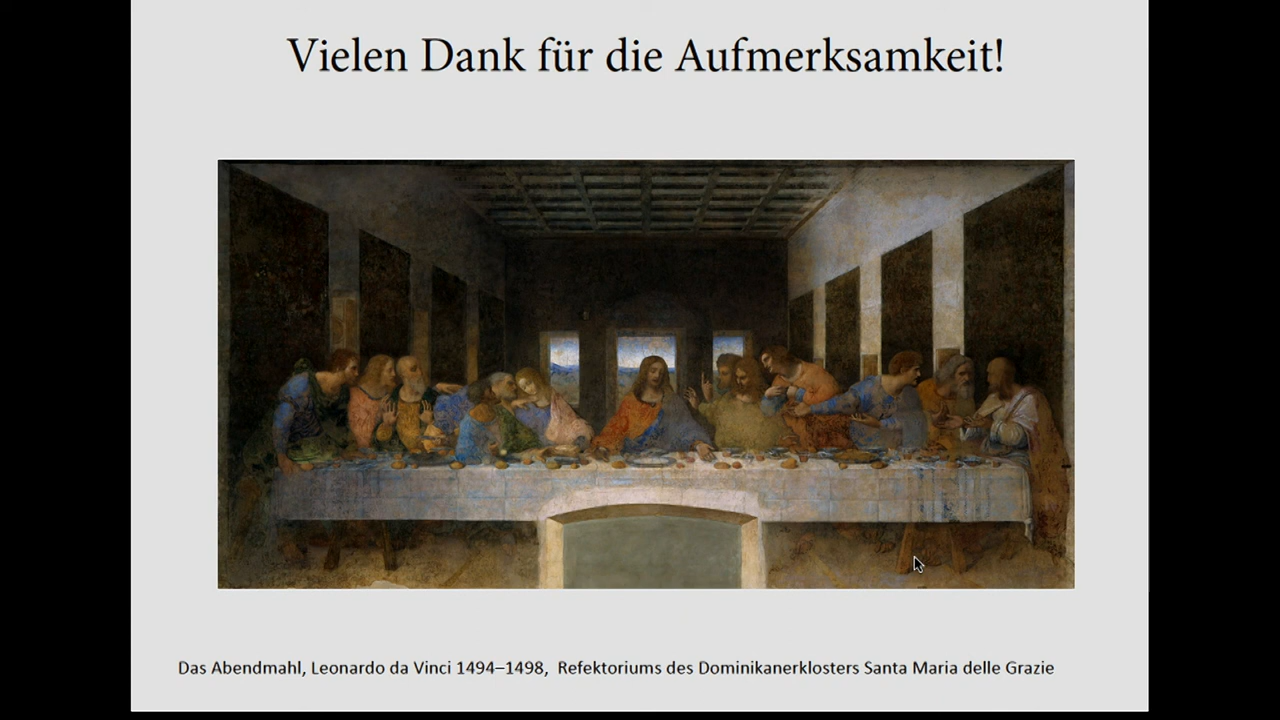 Vielen Dank für die Aufmerksamkeit!
Das Abendmahl, Leonardo da Vinci 1494–1498, Refektoriums des Dominikanerklosters Santa Maria delle Grazie